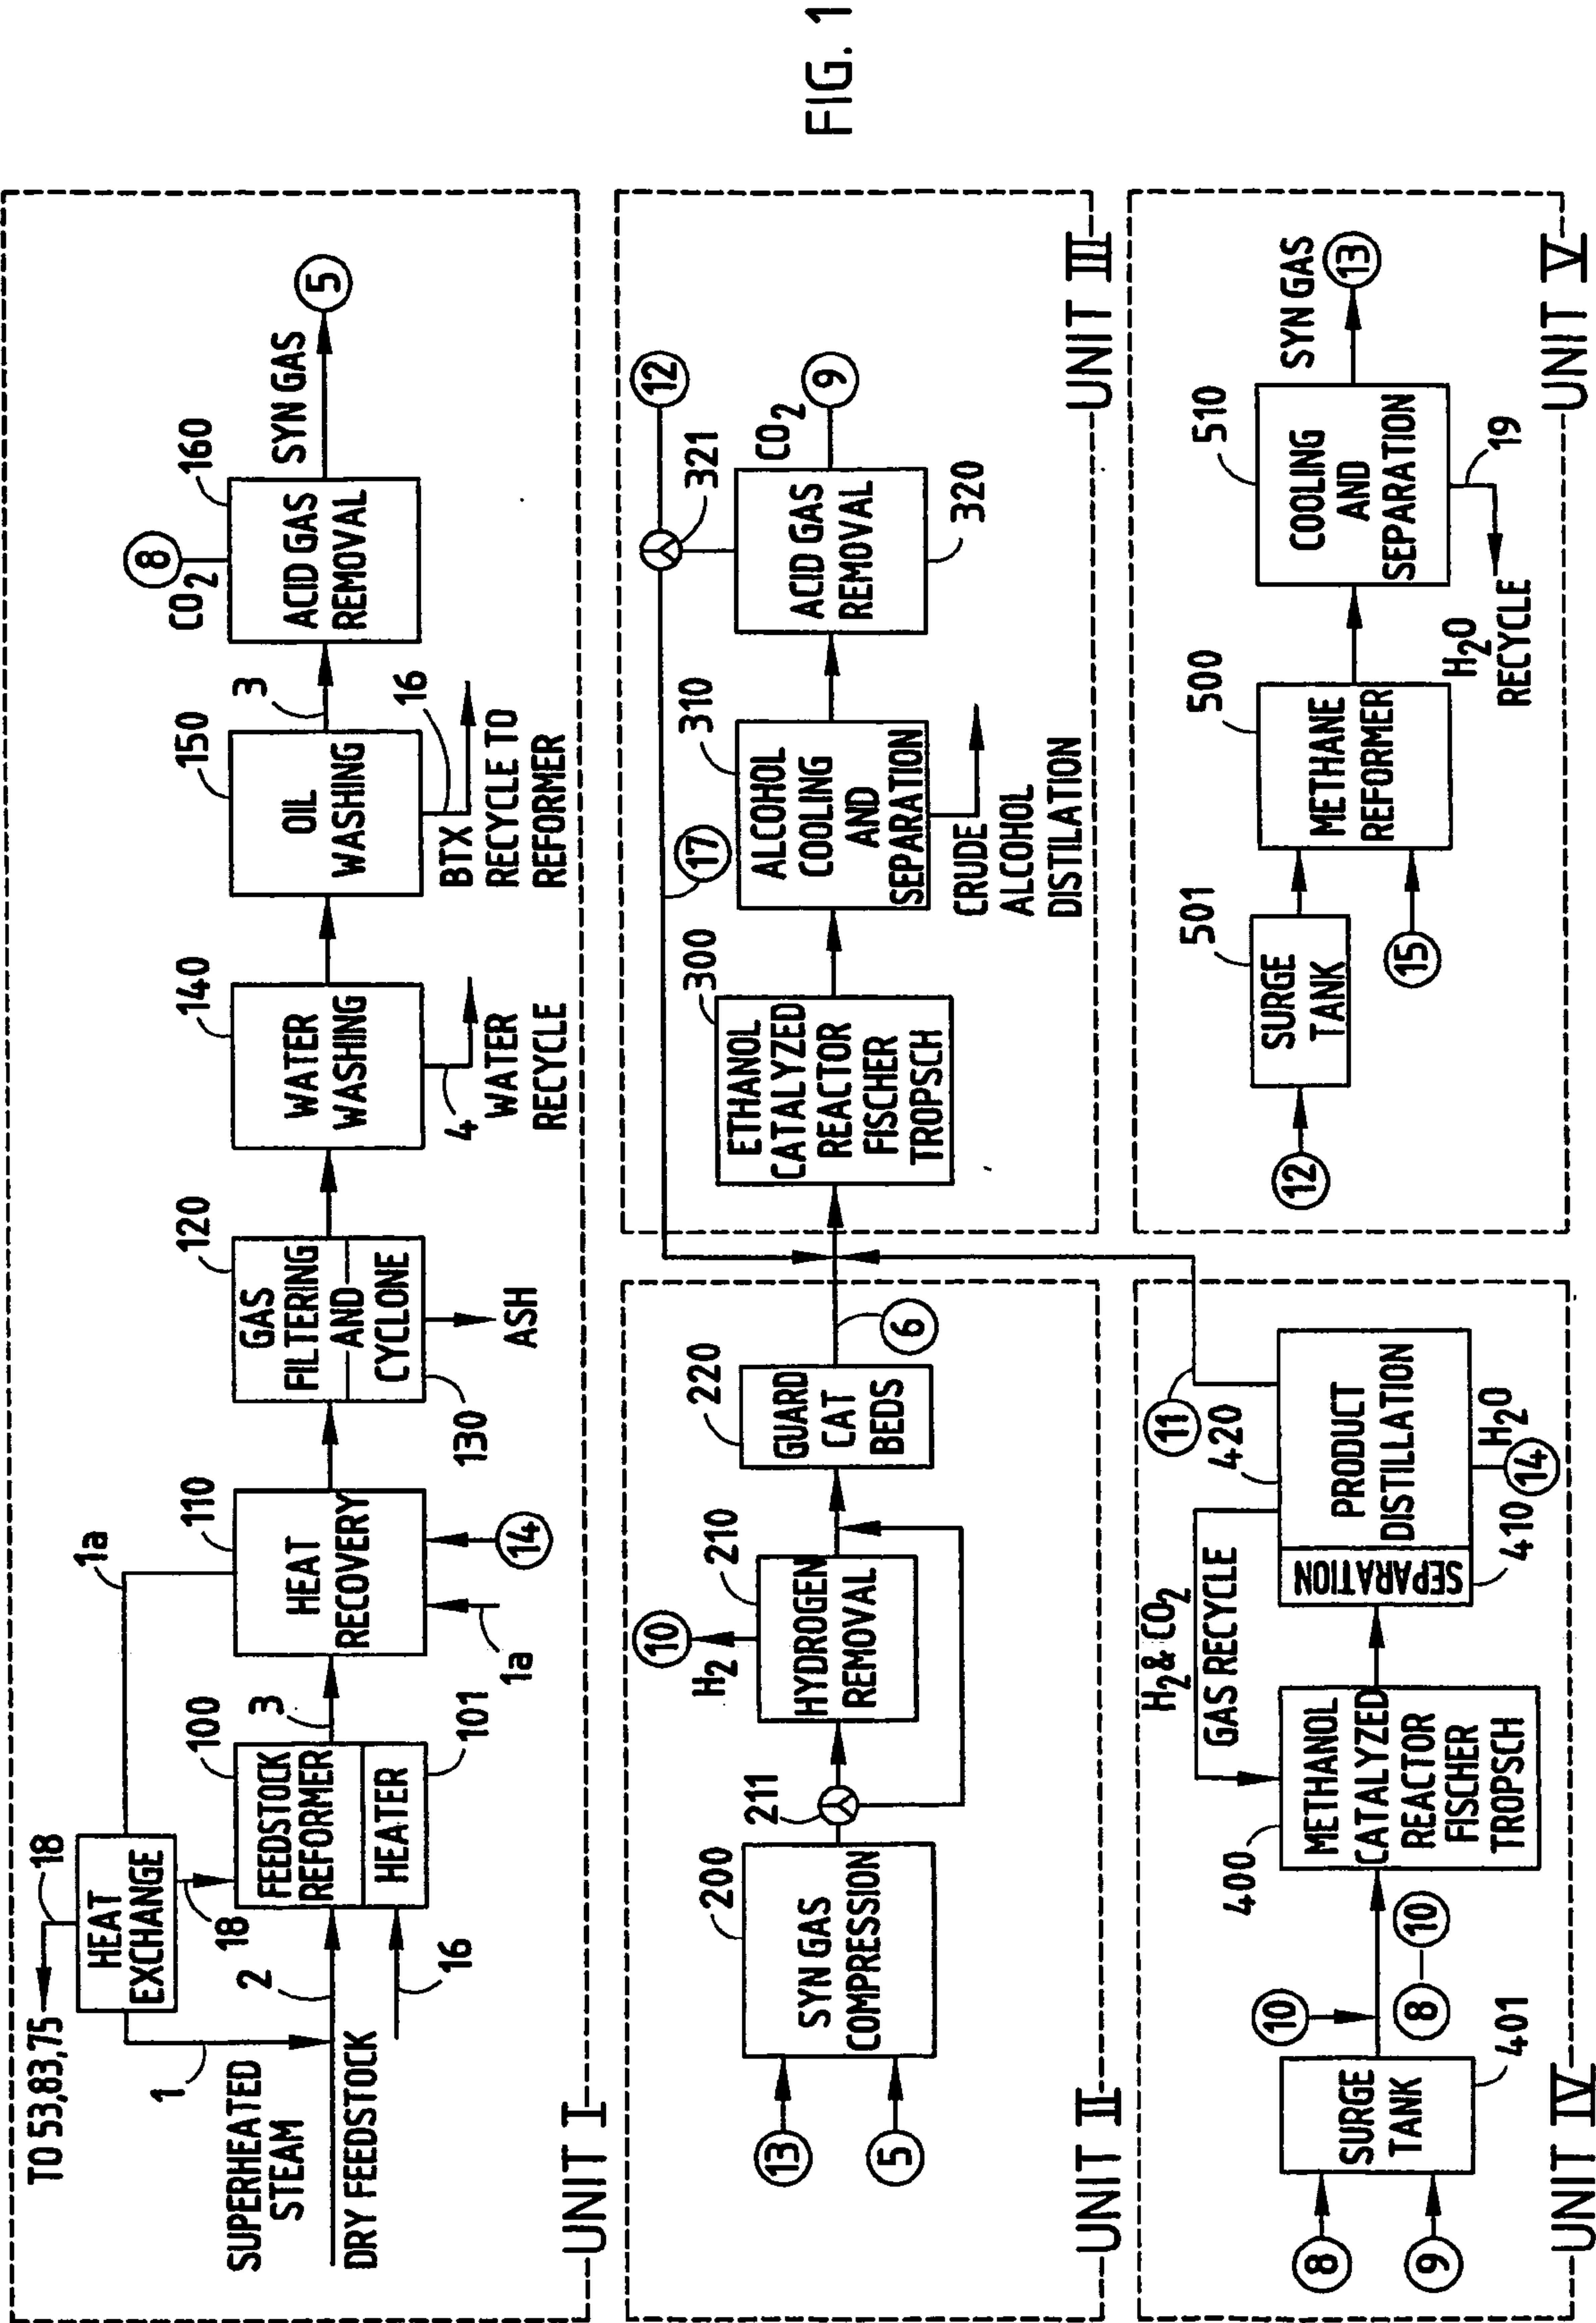 TO 53,83,75
18
HEAT
EXCHANGE
1a
1
18
SUPERHEATED
STEAM
2
DRY FEEDSTOCK
16
100
FEEDSTOCK
REFORMER
HEATER
101
3
110
HEAT
RECOVERY
1a
14
120
GAS
FILTERING
AND
CYCLONE
130
ASH
140
WATER
WASHING
4
WATER
RECYCLE
150
OIL
WASHING
16
BTX
RECYCLE TO
REFORMER
3
8
CO2
160
ACID GAS
REMOVAL
SYN GAS
5
UNIT I
13
5
200
SYN GAS
COMPRESSION
211
10
H2
210
HYDROGEN
REMOVAL
220
GUARD
CAT
BEDS
6
UNIT II
300
ETHANOL
CATALYZED
REACTOR
FISCHER
TROPSCH
17
310
ALCOHOL
COOLING
AND
SEPARATION
CRUDE
ALCOHOL
DISTILATION
321
12
ACID GAS
REMOVAL
320
CO2
9
UNIT III
8
9
SURGE
TANK
401
10
8-10
400
METHANOL
CATALYZED
REACTOR
FISCHER
TROPSCH
H2 & CO2
GAS RECYCLE
SEPARATION
410
PRODUCT
DISTILLATION
420
11
H2O
14
UNIT IV
12
501
SURGE
TANK
15
500
METHANE
REFORMER
510
COOLING
AND
SEPARATION
19
H2O
RECYCLE
SYN GAS
13
UNIT V
FIG. 1